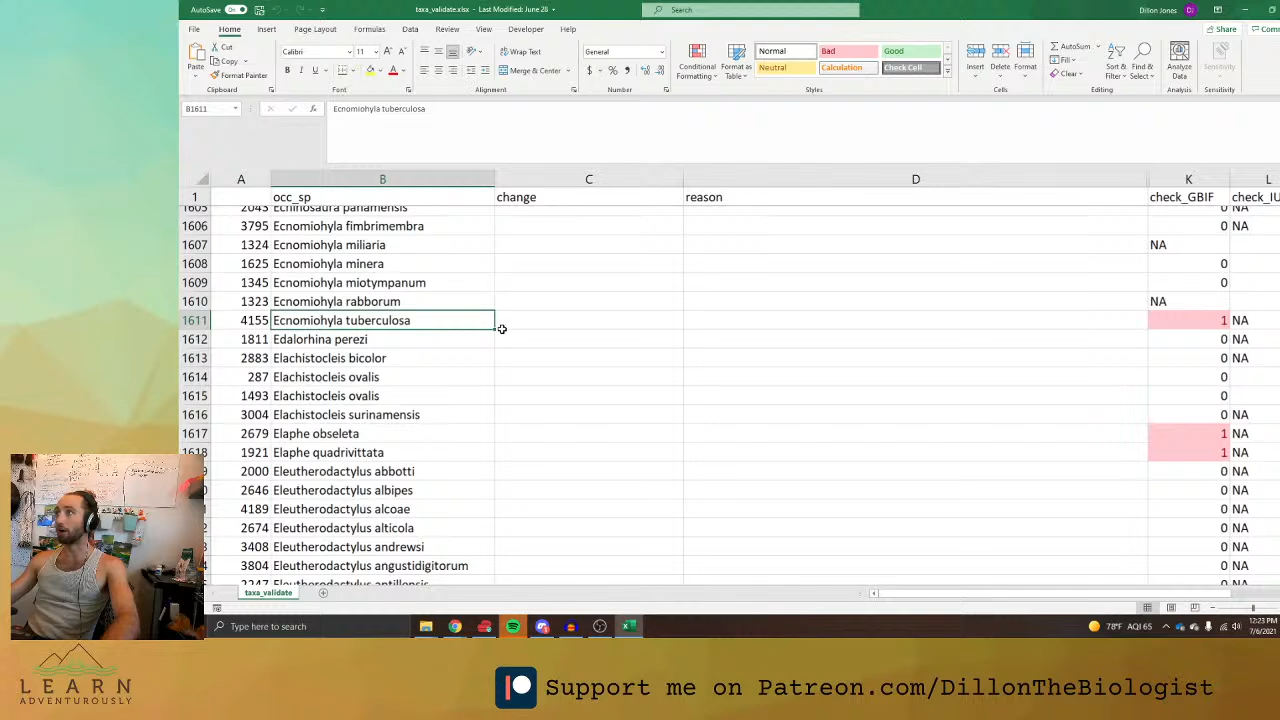 AutoSave On taxa_validate.xlsx - Last Modified: June 28 Search Dillon Jones CJ
File Home Insert Page Layout Formulas Data Review View Developer Help Share
Paste Cut Copy Format Painter Clipboard
Calibri 11 B I U A Font
Wrap Text Merge & Center Alignment
General $ % Number
Conditional Formatting Format as Table Normal Bad Good Neutral Calculation Check Cell Styles
Insert Delete Format Cells
AutoSum Fill Clear Sort & Filter Find & Select Editing
Analyze Data Analysis
Sensitivity Sensitivity
B1611 fx Ecnomiohyla tuberculosa
A B C D K L
1 occ_sp change reason check_GBIF check_IU
1605 2043 Echinosaura panamensis 0 NA
1606 3795 Ecnomiohyla fimbrimembra 0 NA
1607 1324 Ecnomiohyla miliaria NA
1608 1625 Ecnomiohyla minera 0
1609 1345 Ecnomiohyla miotympanum 0
1610 1323 Ecnomiohyla rabborum NA
1611 4155 Ecnomiohyla tuberculosa 1 NA
1612 1811 Edalorhina perezi 0 NA
1613 2883 Elachistocleis bicolor 0 NA
1614 287 Elachistocleis ovalis 0
1615 1493 Elachistocleis ovalis 0
1616 3004 Elachistocleis surinamensis 0 NA
1617 2679 Elaphe obseleta 1 NA
1618 1921 Elaphe quadrivittata 1 NA
2000 Eleutherodactylus abbotti 0 NA
2646 Eleutherodactylus albipes 0 NA
4189 Eleutherodactylus alcoae 0 NA
2674 Eleutherodactylus alticola 0 NA
3408 Eleutherodactylus andrewsi 0 NA
3804 Eleutherodactylus angustidigitorum 0 NA
2247 Eleutherodactylus antillensis 0 NA
taxa_validate
Type here to search 78°F AQI 65 12:23 PM
7/6/2021
LEARN
ADVENTUROUSLY
Support me on Patreon.com/DillonTheBiologist